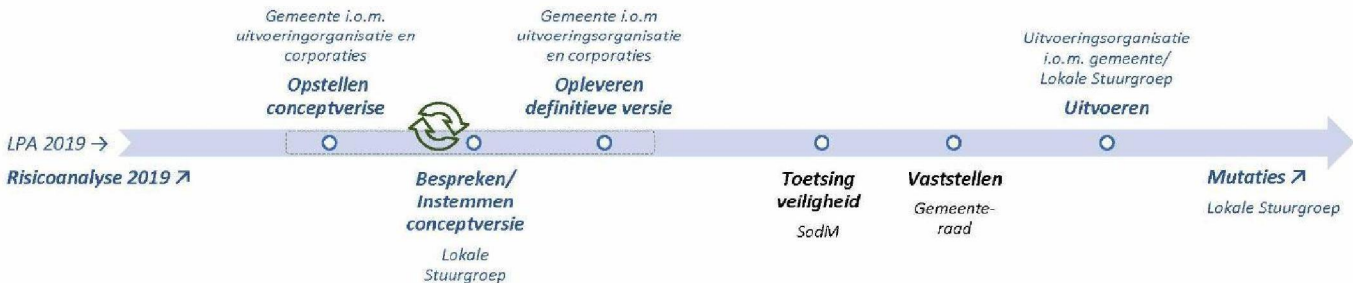 Gemeente i.o.m.
uitvoeringorganisatie en
corporaties
Opstellen
conceptverise
Gemeente i.o.m
uitvoeringsorganisatie
en corporaties
Opleveren
definitieve versie
Uitvoeringsorganisatie
i.o.m. gemeente/
Lokale Stuurgroep
Uitvoeren
LPA 2019 →
Risicoanalyse 2019 ↗
Bespreken/
Instemmen
conceptversie
Lokale
Stuurgroep
Toetsing
veiligheid
SodM
Vaststellen
Gemeente-
raad
Mutaties ↗
Lokale Stuurgroep